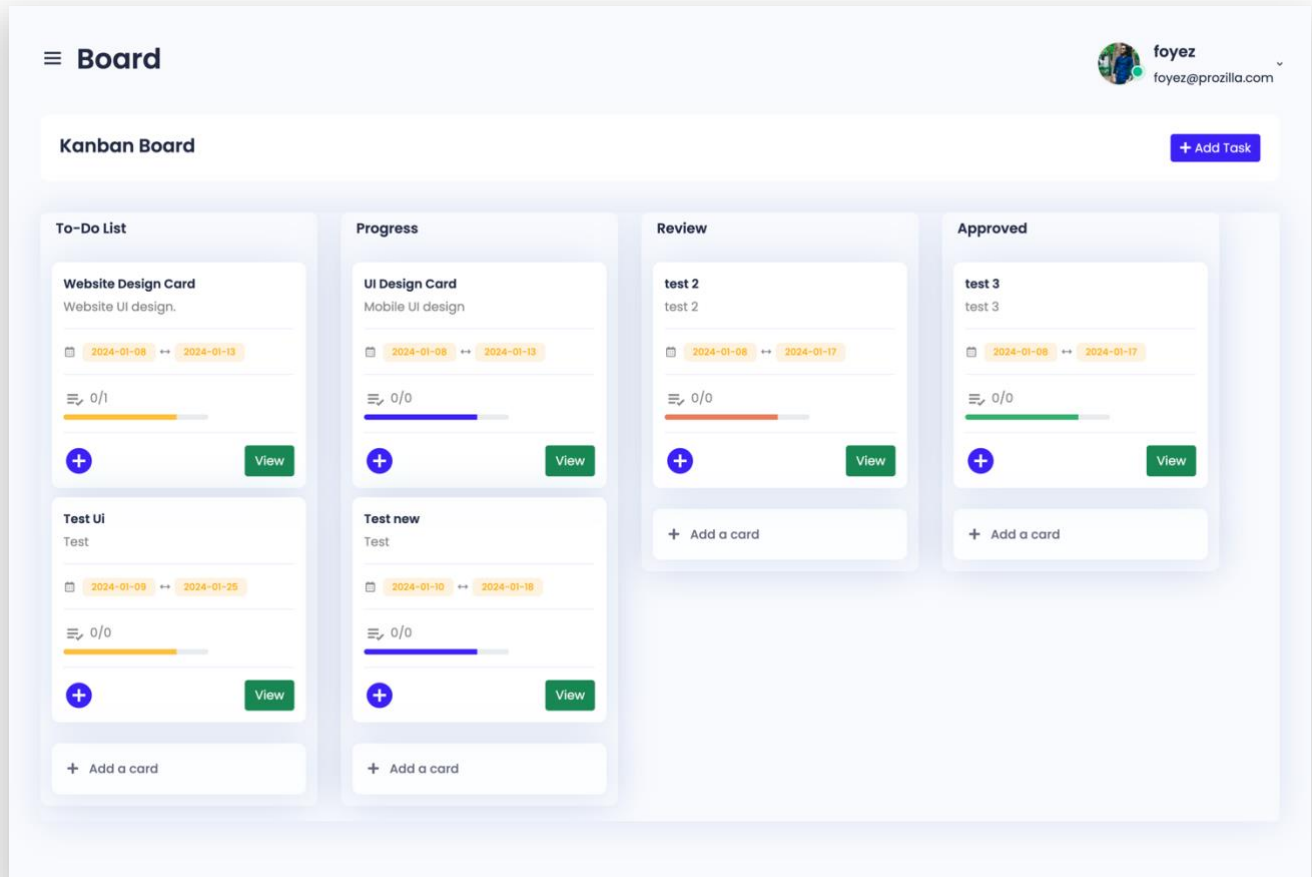 Board
foyez
foyez@prozilla.com
Kanban Board
+ Add Task
To-Do List
Website Design Card
Website UI design.
2024-01-08 ↔ 2024-01-13
0/1
+ View
Test Ui
Test
2024-01-09 ↔ 2024-01-25
0/0
+ View
+ Add a card
Progress
UI Design Card
Mobile UI design
2024-01-08 ↔ 2024-01-13
0/0
+ View
Test new
Test
2024-01-10 ↔ 2024-01-16
0/0
+ View
+ Add a card
Review
test 2
test 2
2024-01-08 ↔ 2024-01-17
0/0
+ View
+ Add a card
Approved
test 3
test 3
2024-01-08 ↔ 2024-01-17
0/0
+ View
+ Add a card